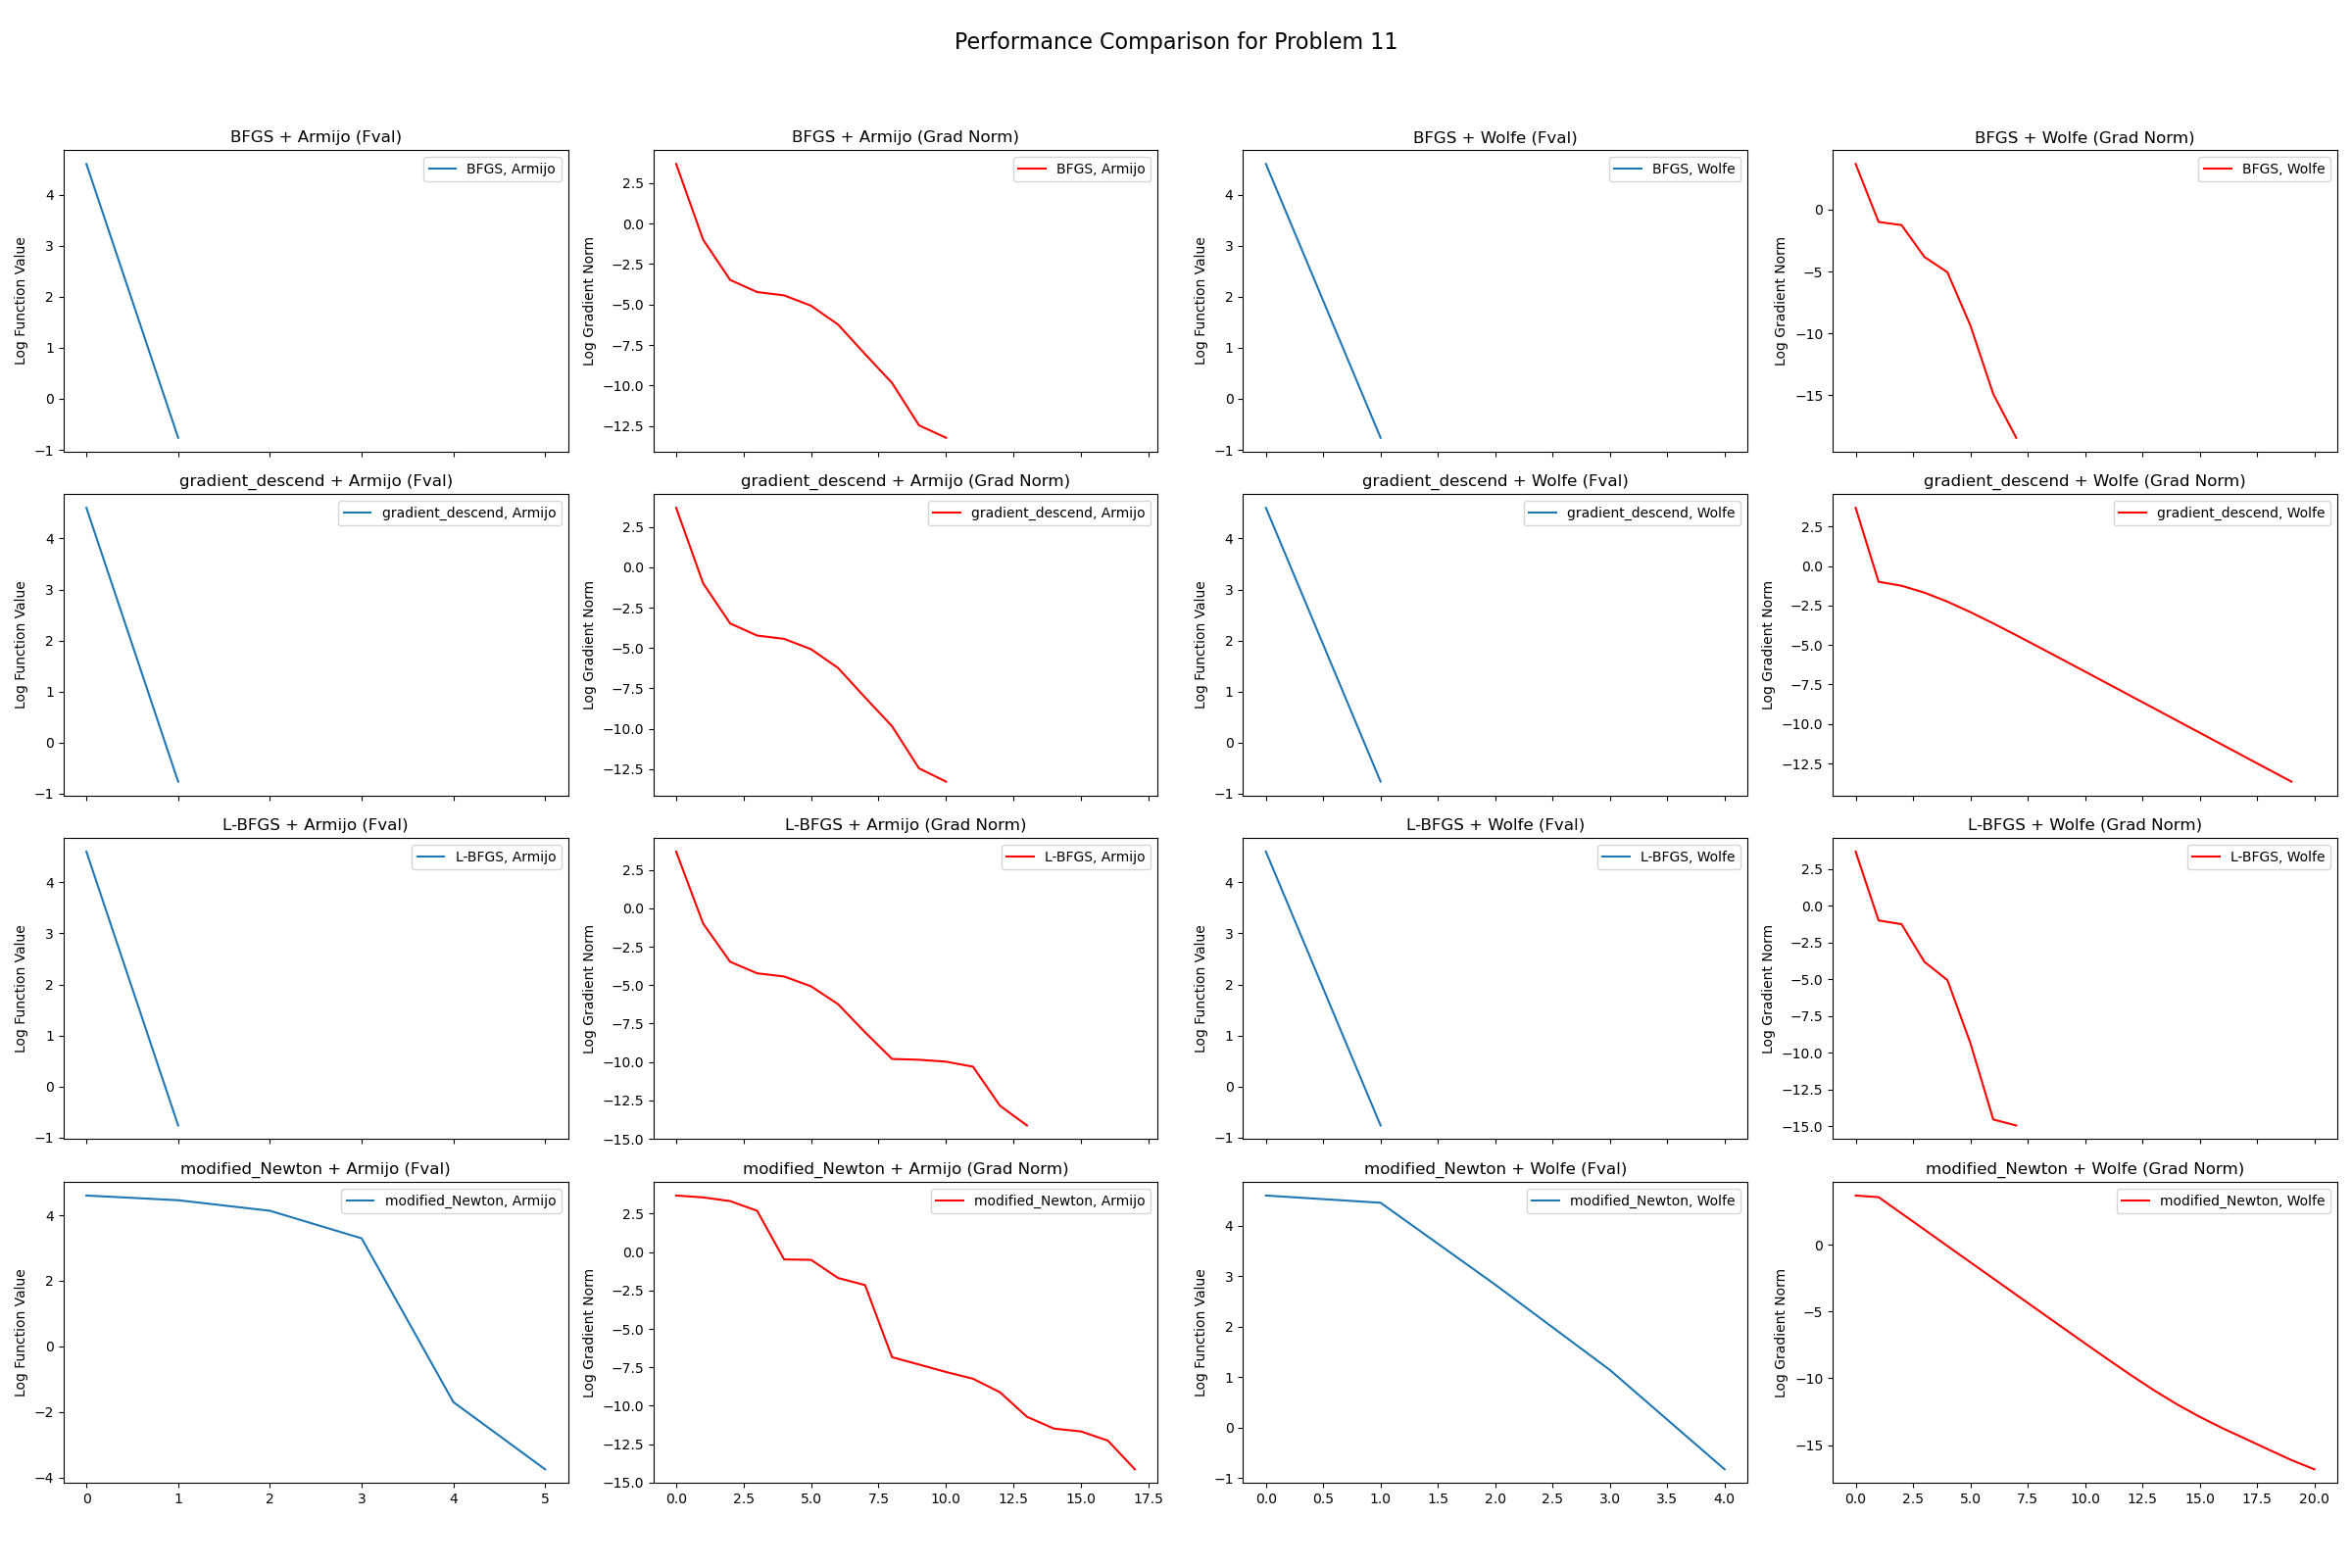 Performance Comparison for Problem 11
BFGS + Armijo (Fval)
BFGS, Armijo
Log Function Value
4
3
2
1
0
−1
BFGS + Armijo (Grad Norm)
BFGS, Armijo
Log Gradient Norm
2.5
0.0
−2.5
−5.0
−7.5
−10.0
−12.5
BFGS + Wolfe (Fval)
BFGS, Wolfe
Log Function Value
4
3
2
1
0
−1
BFGS + Wolfe (Grad Norm)
BFGS, Wolfe
Log Gradient Norm
0
−5
−10
−15
gradient_descend + Armijo (Fval)
gradient_descend, Armijo
Log Function Value
4
3
2
1
0
−1
gradient_descend + Armijo (Grad Norm)
gradient_descend, Armijo
Log Gradient Norm
2.5
0.0
−2.5
−5.0
−7.5
−10.0
−12.5
gradient_descend + Wolfe (Fval)
gradient_descend, Wolfe
Log Function Value
4
3
2
1
0
−1
gradient_descend + Wolfe (Grad Norm)
gradient_descend, Wolfe
Log Gradient Norm
2.5
0.0
−2.5
−5.0
−7.5
−10.0
−12.5
L-BFGS + Armijo (Fval)
L-BFGS, Armijo
Log Function Value
4
3
2
1
0
−1
L-BFGS + Armijo (Grad Norm)
L-BFGS, Armijo
Log Gradient Norm
2.5
0.0
−2.5
−5.0
−7.5
−10.0
−12.5
−15.0
L-BFGS + Wolfe (Fval)
L-BFGS, Wolfe
Log Function Value
4
3
2
1
0
−1
L-BFGS + Wolfe (Grad Norm)
L-BFGS, Wolfe
Log Gradient Norm
2.5
0.0
−2.5
−5.0
−7.5
−10.0
−12.5
−15.0
modified_Newton + Armijo (Fval)
modified_Newton, Armijo
Log Function Value
4
2
0
−2
−4
0 1 2 3 4 5
modified_Newton + Armijo (Grad Norm)
modified_Newton, Armijo
Log Gradient Norm
2.5
0.0
−2.5
−5.0
−7.5
−10.0
−12.5
−15.0
0.0 2.5 5.0 7.5 10.0 12.5 15.0 17.5
modified_Newton + Wolfe (Fval)
modified_Newton, Wolfe
Log Function Value
4
3
2
1
0
−1
0.0 0.5 1.0 1.5 2.0 2.5 3.0 3.5 4.0
modified_Newton + Wolfe (Grad Norm)
modified_Newton, Wolfe
Log Gradient Norm
0
−5
−10
−15
0.0 2.5 5.0 7.5 10.0 12.5 15.0 17.5 20.0